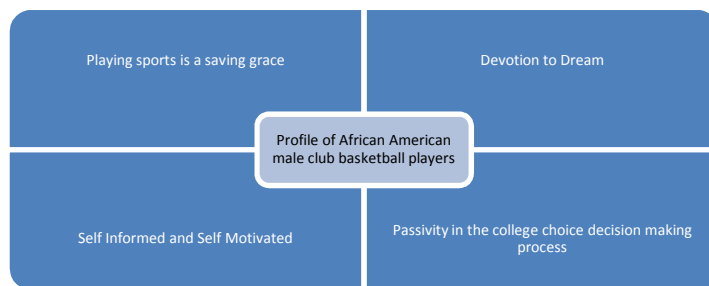 Playing sports is a saving grace
Devotion to Dream
Profile of African American
male club basketball players
Self Informed and Self Motivated
Passivity in the college choice decision making
process